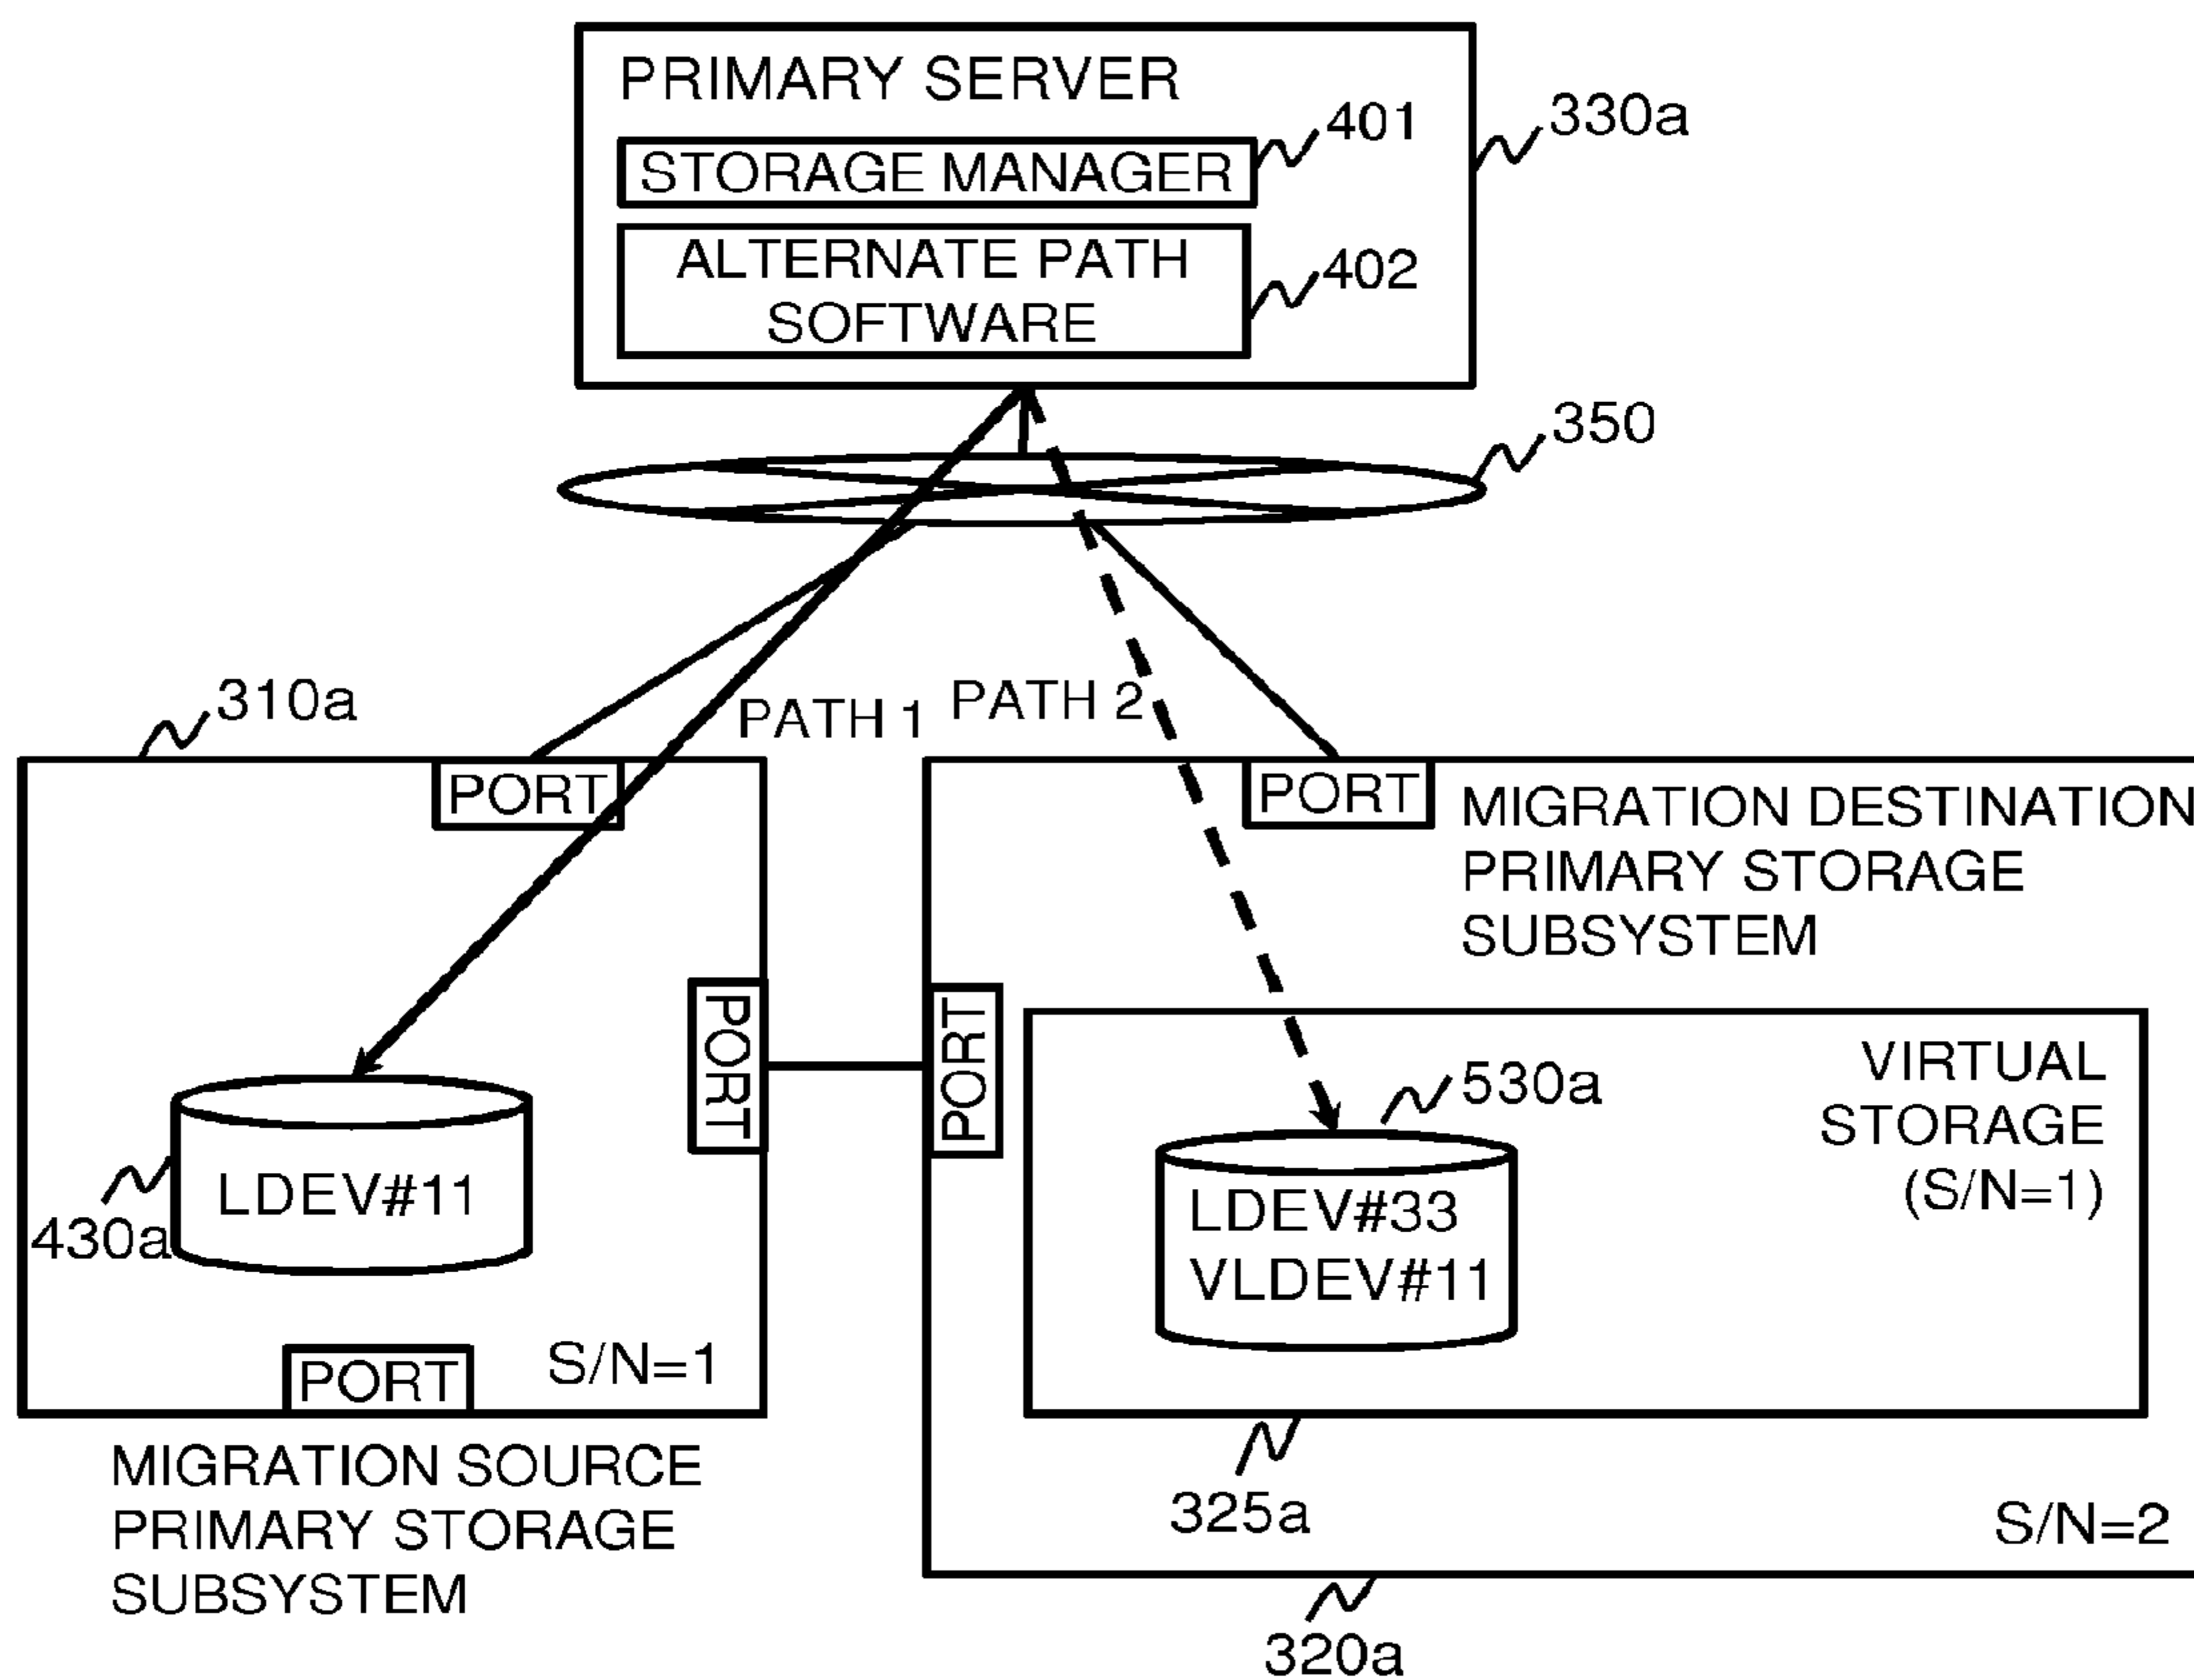 PRIMARY SERVER
401
330a
STORAGE MANAGER
ALTERNATE PATH
SOFTWARE
402
350
310a
PATH 1
PATH 2
PORT
PORT
MIGRATION DESTINATION
PRIMARY STORAGE
SUBSYSTEM
PORT
PORT
VIRTUAL
STORAGE
(S/N=1)
530a
LDEV#11
430a
LDEV#33
VLDEV#11
PORT
S/N=1
MIGRATION SOURCE
PRIMARY STORAGE
SUBSYSTEM
325a
S/N=2
320a